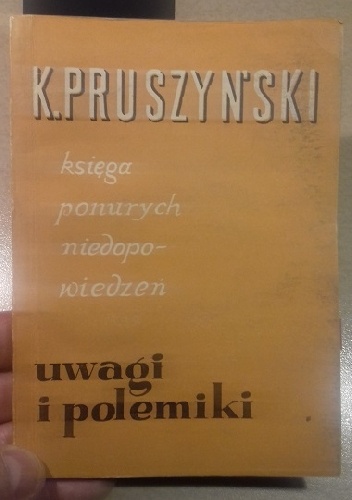 K.PRUSZYŃSKI
księga
ponurych
niedopo-
wiedzeń
uwagi
i polemiki